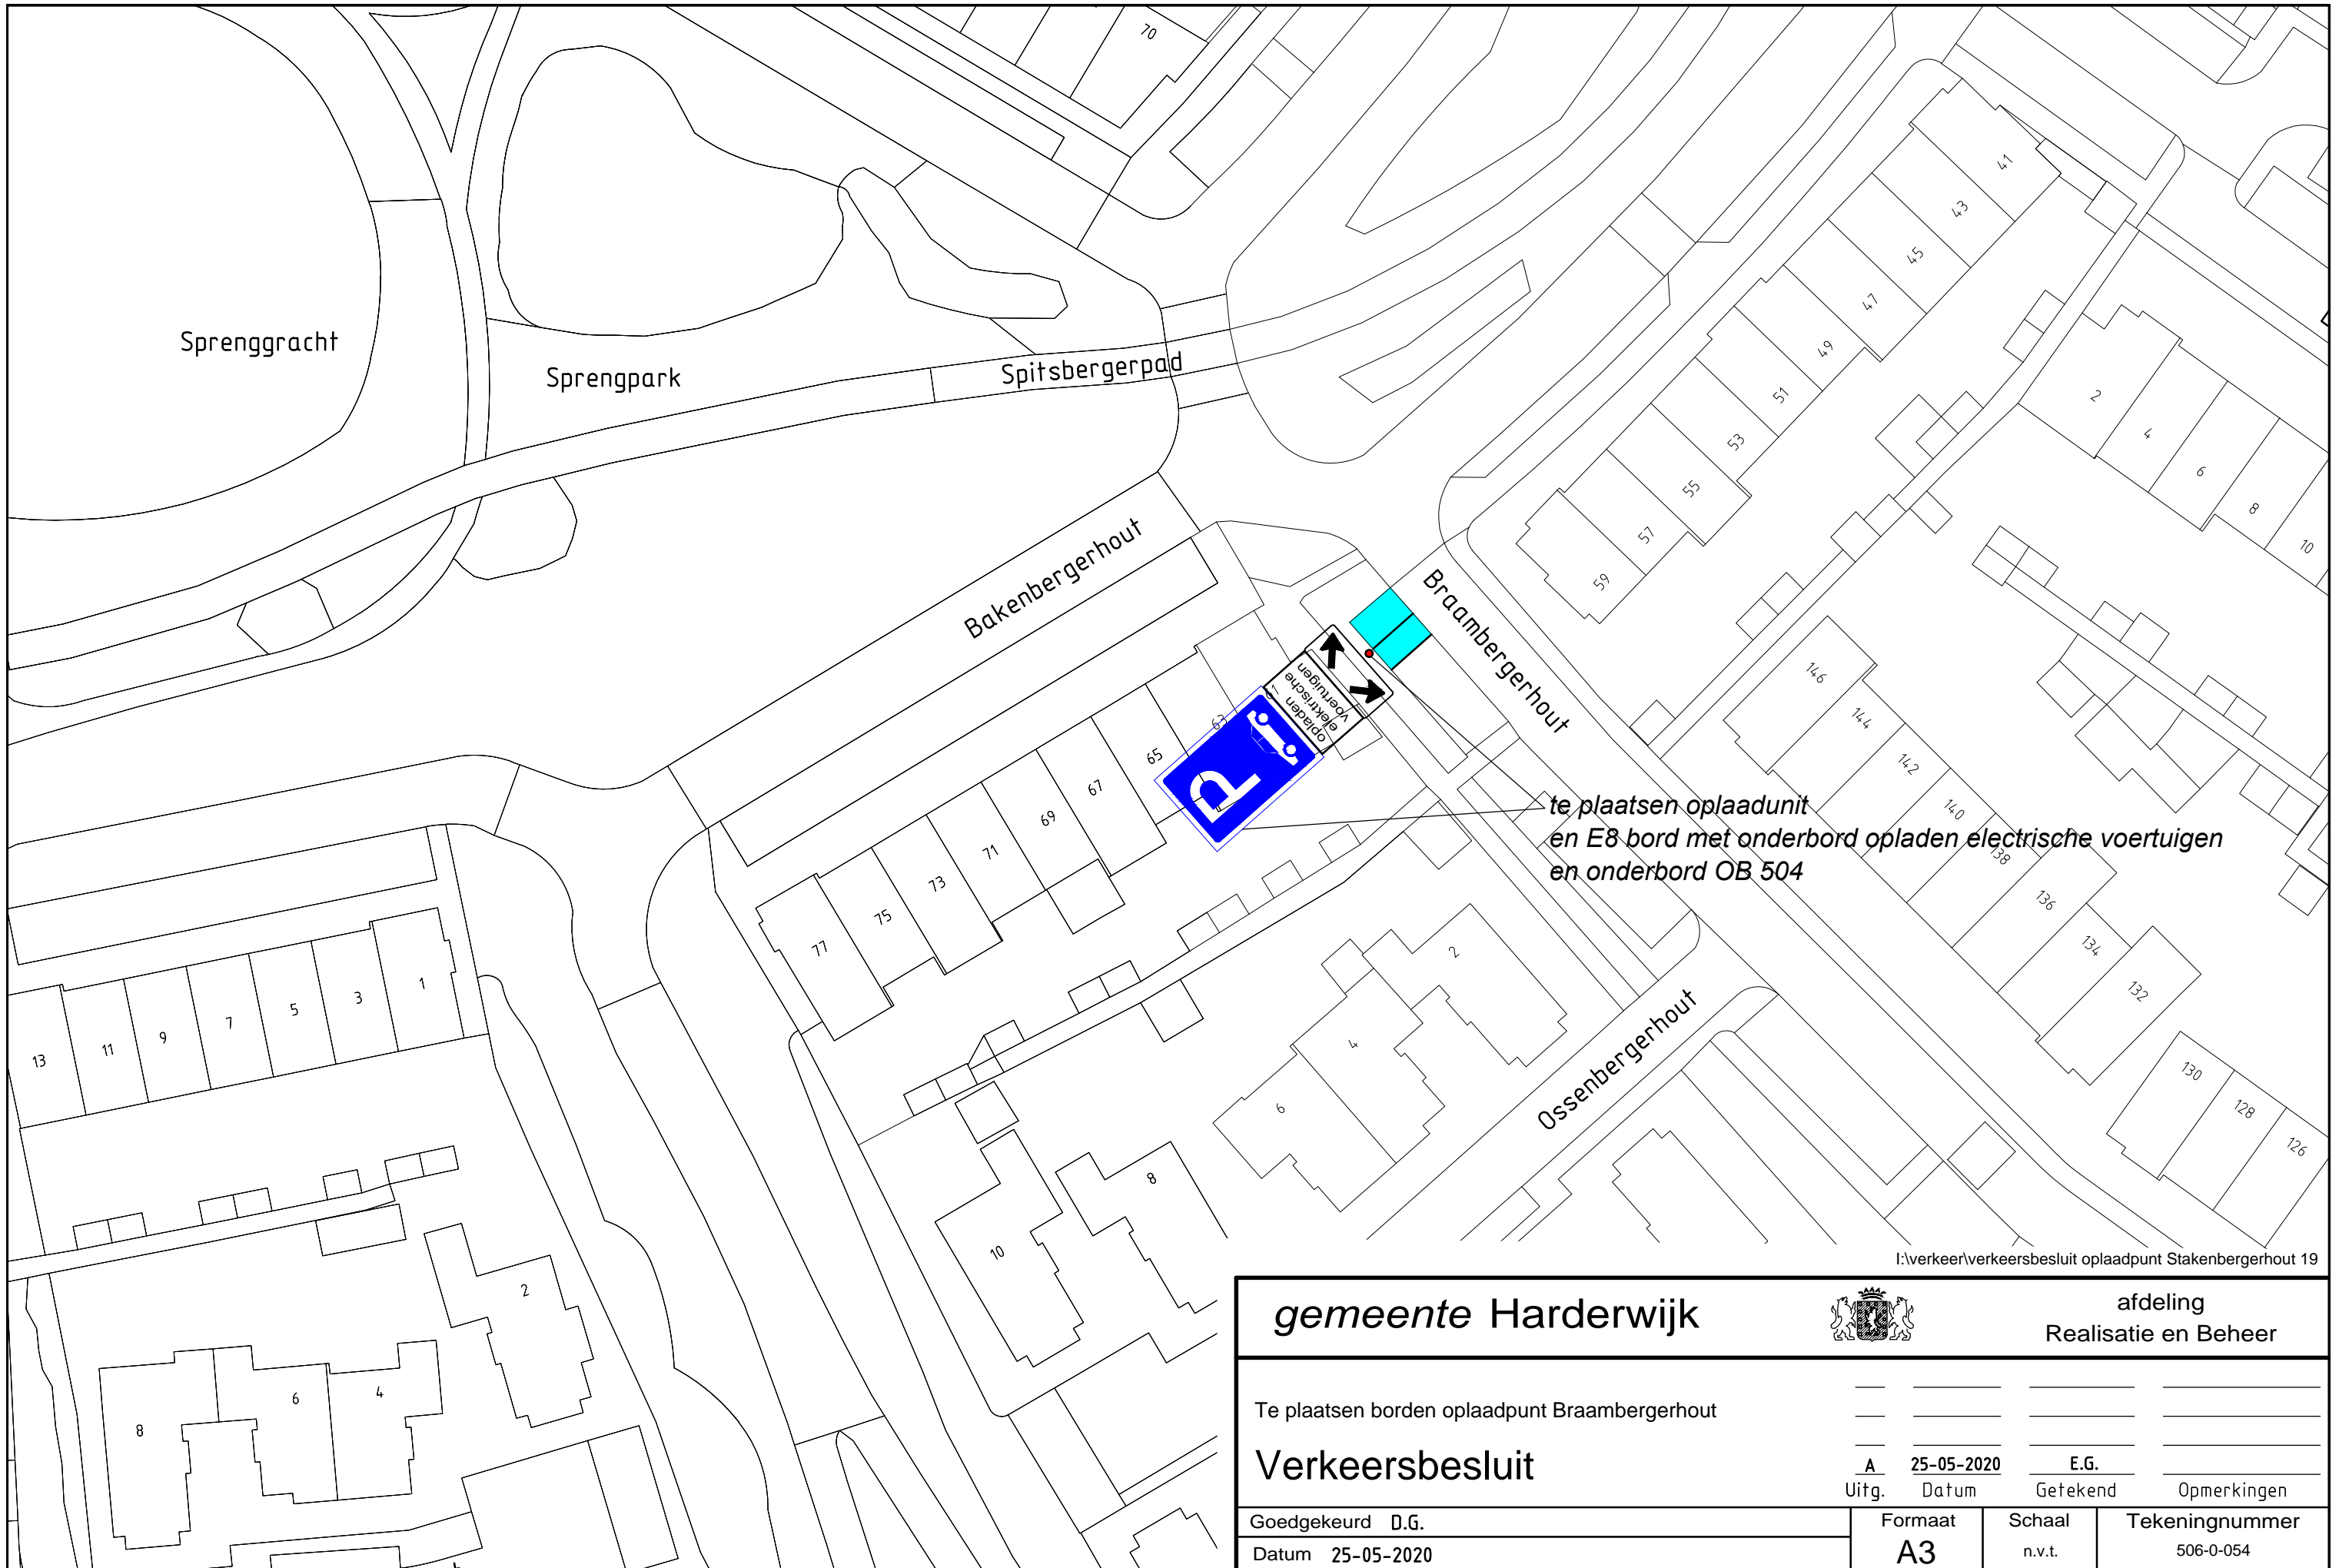 70
41
43
45
47
49
51
53
55
57
59
Sprenggracht
Sprengpark
Spitsbergerpad
2
4
6
8
10
Bakenbergerhout
Braambergerhout
opladen
elektrische
voertuigen
P
63
65
67
69
71
73
75
77
146
144
142
140
138
136
134
132
130
128
126
te plaatsen oplaadunit
en E8 bord met onderbord opladen electrische voertuigen
en onderbord OB 504
13
11
9
7
5
3
1
2
4
6
8
10
Ossenbergerhout
2
4
6
8
I:\verkeer\verkeersbesluit oplaadpunt Stakenbergerhout 19
gemeente Harderwijk
afdeling
Realisatie en Beheer
Te plaatsen borden oplaadpunt Braambergerhout
Verkeersbesluit
A 25-05-2020 E.G.
Uitg. Datum Getekend Opmerkingen
Goedgekeurd D.G.
Datum 25-05-2020
Formaat
A3
Schaal
n.v.t.
Tekeningnummer
506-0-054